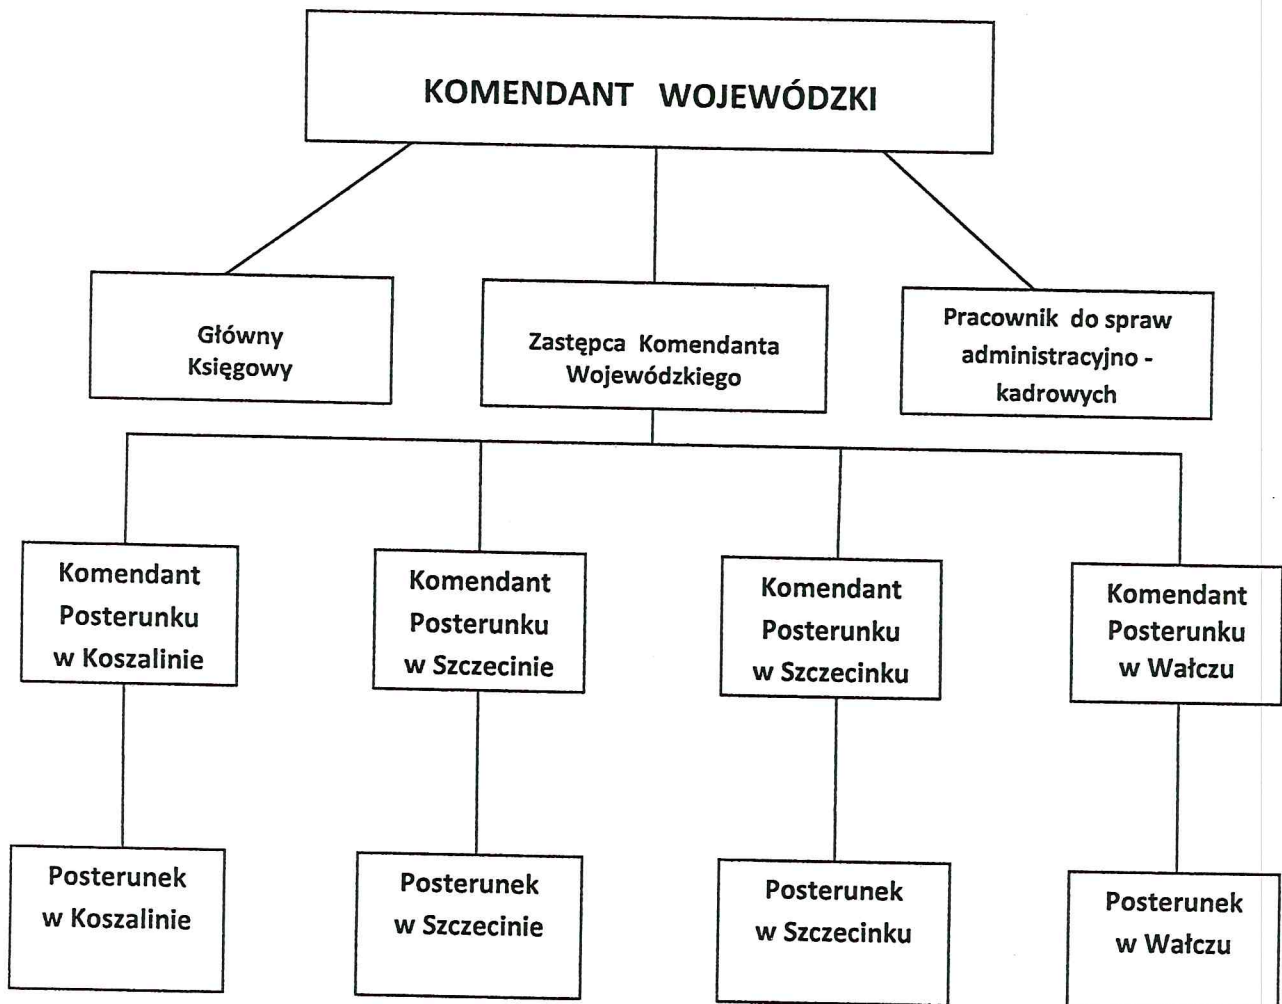 KOMENDANT WOJEWÓDZKI
Główny
Księgowy
Zastępca Komendanta
Wojewódzkiego
Pracownik do spraw
administracyjno -
kadrowych
Komendant
Posterunku
w Koszalinie
Komendant
Posterunku
w Szczecinie
Komendant
Posterunku
w Szczecinku
Komendant
Posterunku
w Wałczu
Posterunek
w Koszalinie
Posterunek
w Szczecinie
Posterunek
w Szczecinku
Posterunek
w Wałczu